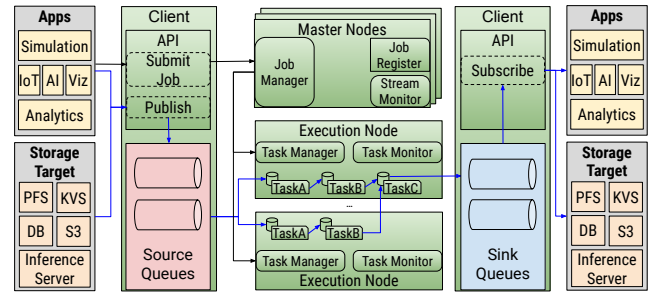 Apps
Simulation
IoT AI Viz
Analytics
Storage
Target
PFS KVS
DB S3
Inference
Server
Client
API
Submit
Job
Publish
Source
Queues
Master Nodes
Job
Manager
Job
Register
Stream
Monitor
Execution Node
Task Manager Task Monitor
TaskA TaskB TaskC
...
TaskA TaskB
Task Manager Task Monitor
Execution Node
Client
API
Subscribe
Sink
Queues
Apps
Simulation
IoT AI Viz
Analytics
Storage
Target
PFS KVS
DB S3
Inference
Server